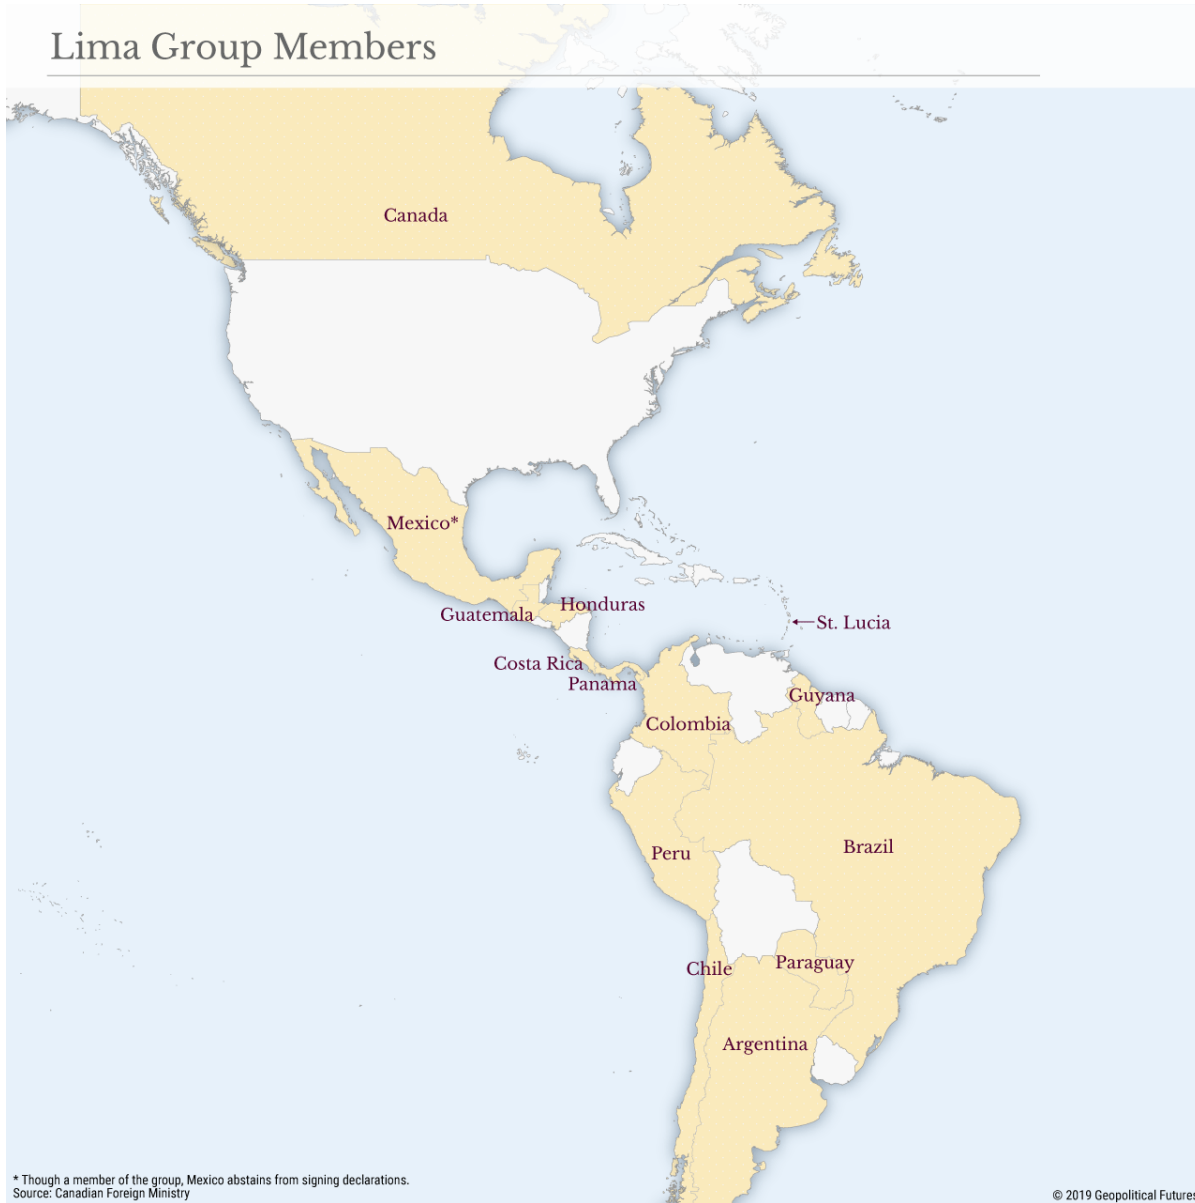 Lima Group Members
Canada
Mexico*
Guatemala
Honduras
St. Lucia
Costa Rica
Panama
Guyana
Colombia
Peru
Brazil
Chile
Paraguay
Argentina
* Though a member of the group, Mexico abstains from signing declarations.
Source: Canadian Foreign Ministry
© 2019 Geopolitical Futures